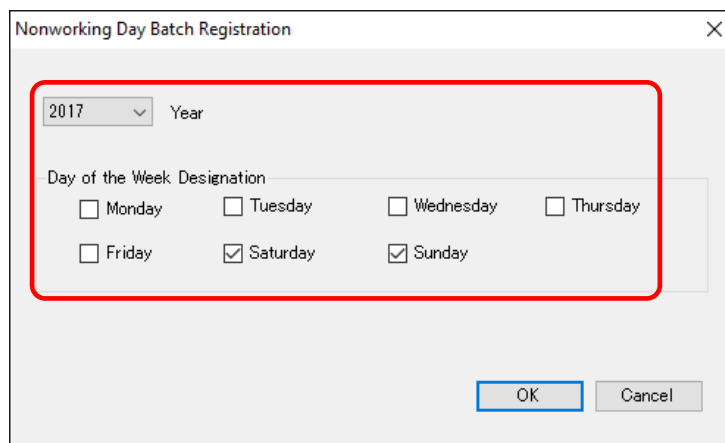 Nonworking Day Batch Registration
2017 Year
Day of the Week Designation
Monday Tuesday Wednesday Thursday
Friday Saturday Sunday
OK Cancel